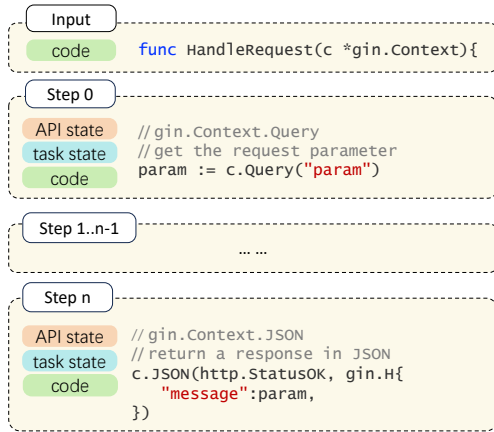 Input
code func HandleRequest(c *gin.Context){
Step 0
API state // gin.Context.Query
task state // get the request parameter
code param := c.Query("param")
Step 1..n-1
... ...
Step n
API state // gin.Context.JSON
task state // return a response in JSON
code c.JSON(http.StatusOK, gin.H{
"message":param,
})